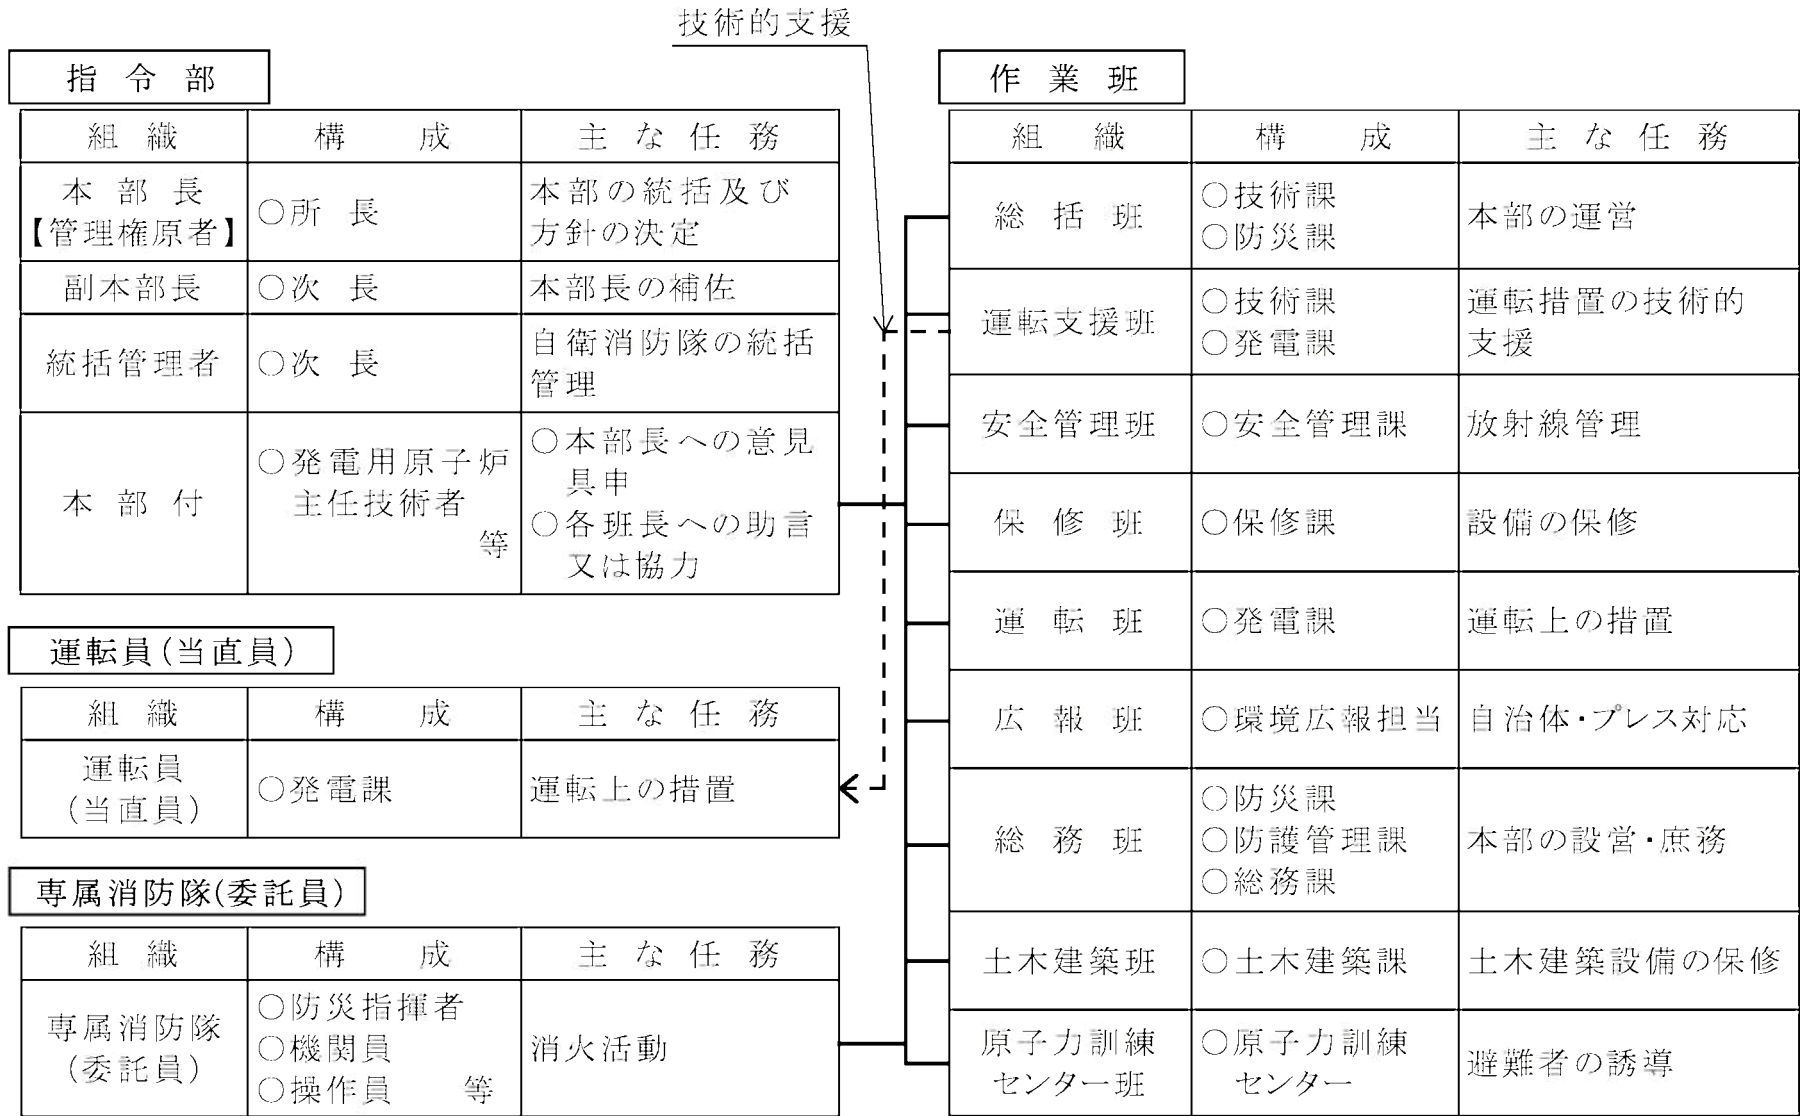 技術的支援
指令部
組織 構成 主な任務
本部長
【管理権原者】
○所長
本部の統括及び
方針の決定
副本部長 ○次長 本部長の補佐
統括管理者 ○次長
自衛消防隊の統括
管理
本部付
○発電用原子炉
主任技術者
等
○本部長への意見
具申
○各班長への助言
又は協力
運転員(当直員)
組織 構成 主な任務
運転員
(当直員)
○発電課 運転上の措置
専属消防隊(委託員)
組織 構成 主な任務
専属消防隊
(委託員)
○防災指揮者
○機関員
○操作員 等
消火活動
作業班
組織 構成 主な任務
総括班
○技術課
○防災課
本部の運営
運転支援班
○技術課
○発電課
運転措置の技術的
支援
安全管理班 ○安全管理課 放射線管理
保修班 ○保修課 設備の保修
運転班 ○発電課 運転上の措置
広報班 ○環境広報担当 自治体・プレス対応
総務班
○防災課
○防護管理課
○総務課
本部の設営・庶務
土木建築班 ○土木建築課 土木建築設備の保修
原子力訓練
センター班
○原子力訓練
センター
避難者の誘導